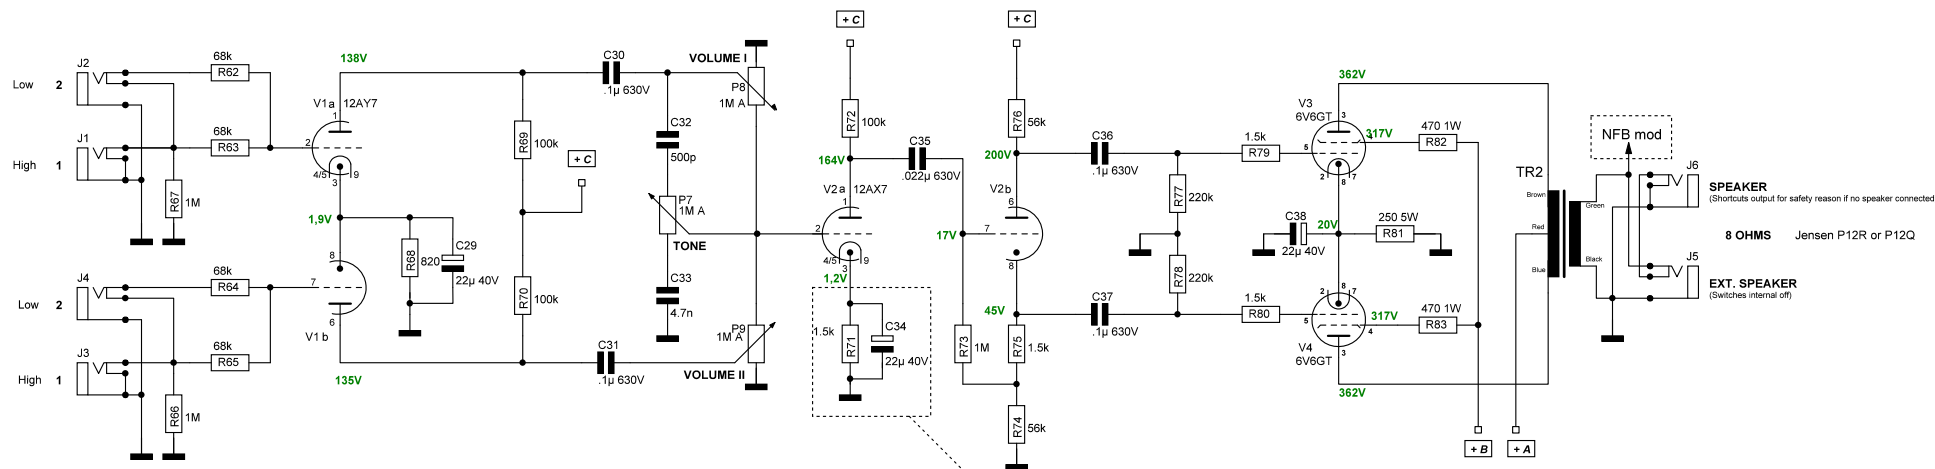 Low 2
J2
68k
R62
J1
High 1
68k
R63
R67
1M
J4
Low 2
68k
R64
J3
High 1
68k
R65
R66
1M
138V
V1a 12AY7
1
2
4/5
3
9
1,9V
8
7
6
V1b
135V
R68
820
C29
22µ 40V
R69
100k
+ C
R70
100k
C30
.1µ 630V
C31
.1µ 630V
C32
500p
P7
1M A
TONE
C33
4.7n
VOLUME I
P8
1M A
P9
1M A
VOLUME II
+ C
R72
100k
164V
V2a 12AX7
1
2
4/5
3
9
1,2V
1.5k
R71
C34
22µ 40V
C35
.022µ 630V
+ C
R76
56k
200V
V2b
6
17V
7
8
45V
R73
1M
R75
1.5k
R74
56k
C36
.1µ 630V
C37
.1µ 630V
R77
220k
R78
220k
1.5k
R79
1.5k
R80
362V
V3
6V6GT
3
4
317V
5
2
8
7
470 1W
R82
C38
22µ 40V
20V
250 5W
R81
2
8
7
5
317V
4
V4
6V6GT
3
362V
470 1W
R83
+ B
+ A
TR2
Brown
Red
Blue
Green
Black
NFB mod
J6
SPEAKER
(Shortcuts output for safety reason if no speaker connected
8 OHMS Jensen P12R or P12Q
J5
EXT. SPEAKER
(Switches internal off)